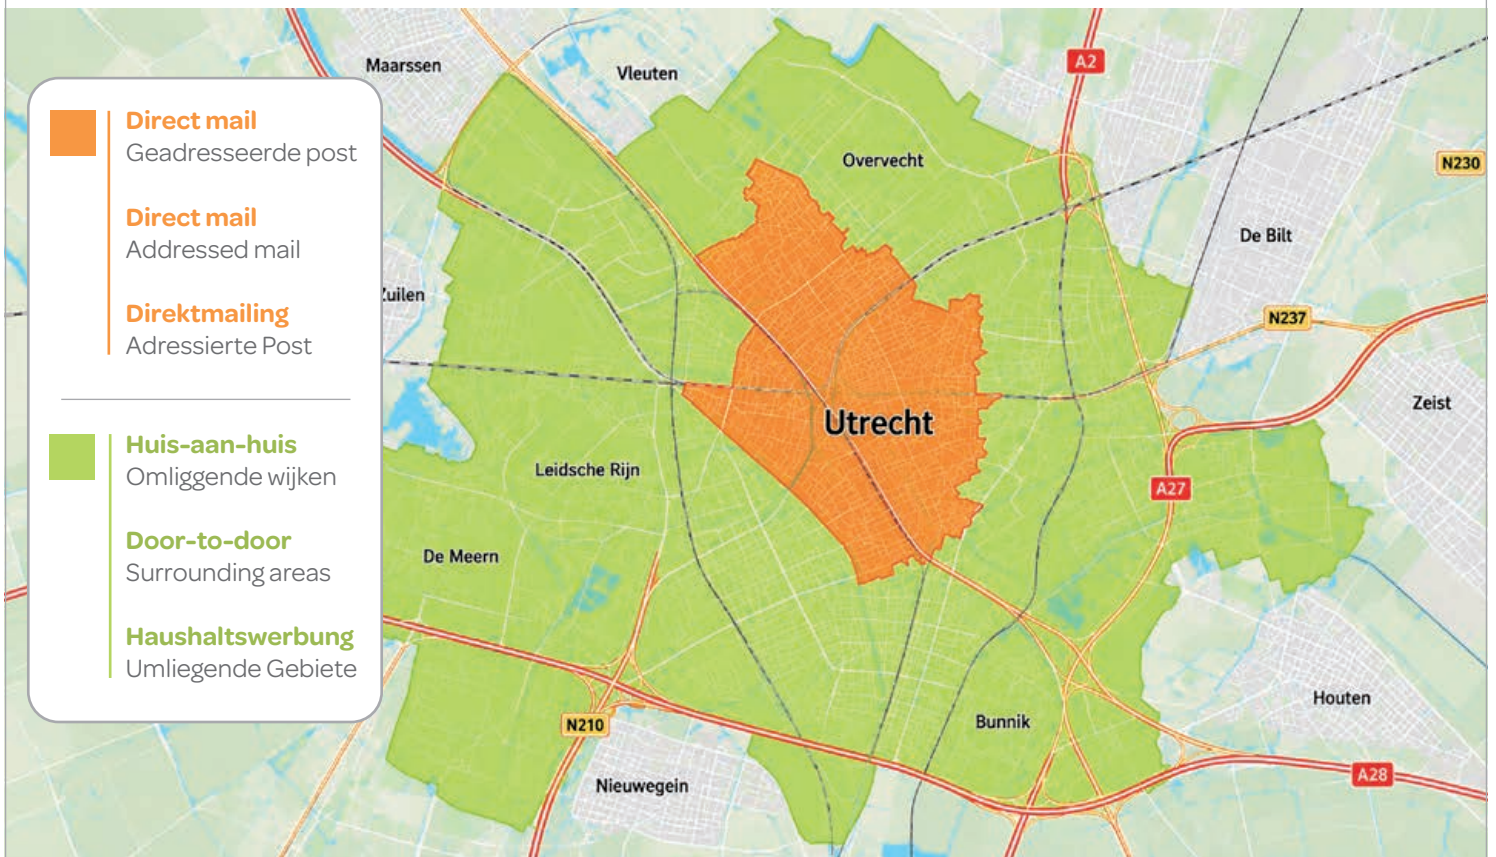 Direct mail
Geadresseerde post
Direct mail
Addressed mail
Direktmailing
Adressierte Post
Huis-aan-huis
Omliggende wijken
Door-to-door
Surrounding areas
Haushaltswerbung
Umliegende Gebiete
Maarssen
Vleuten
A2
Overvecht
N230
De Bilt
Zuilen
N237
Zeist
Utrecht
Leidsche Rijn
A27
De Meern
Houten
Bunnik
N210
Nieuwegein
A28